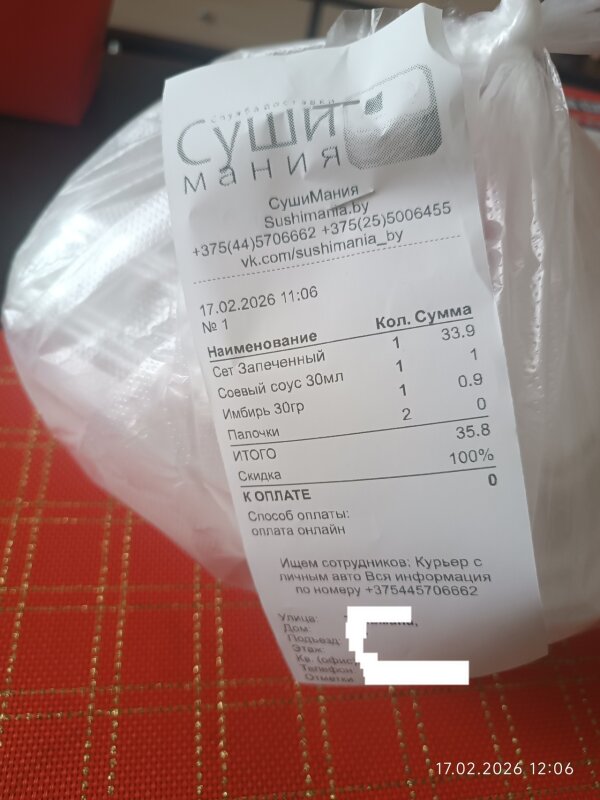 Служба доставки
Суши
мания
СушиМания
Sushimania.by
+375(44)5706662 +375(25)5006455
vk.com/sushimania_by
17.02.2026 11:06
№ 1
Наименование Кол. Сумма
Сет Запеченный 1 33.9
Соевый соус 30мл 1 1
Имбирь 30гр 1 0.9
Палочки 2 0
ИТОГО 35.8
Скидка 100%
К ОПЛАТЕ 0
Способ оплаты:
оплата онлайн
Ищем сотрудников: Курьер с
личным авто Вся информация
по номеру +375445706662
Улица:
Дом:
Подъезд:
Этаж:
Кв. (офис)
Телефон
Отметки
17.02.2026 12:06